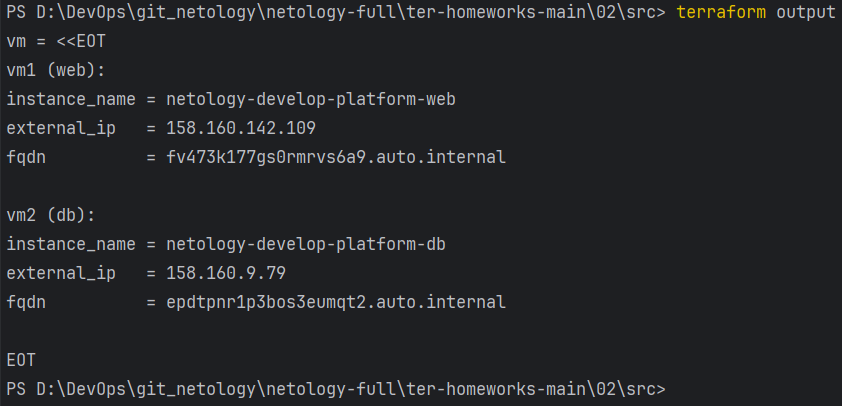 PS D:\DevOps\git_netology\netology-full\ter-homeworks-main\02\src> terraform output
vm = <<EOT
vm1 (web):
instance_name = netology-develop-platform-web
external_ip   = 158.160.142.109
fqdn          = fv473k177gs0rmrvs6a9.auto.internal

vm2 (db):
instance_name = netology-develop-platform-db
external_ip   = 158.160.9.79
fqdn          = epdtpnr1p3bos3eumqt2.auto.internal

EOT
PS D:\DevOps\git_netology\netology-full\ter-homeworks-main\02\src>